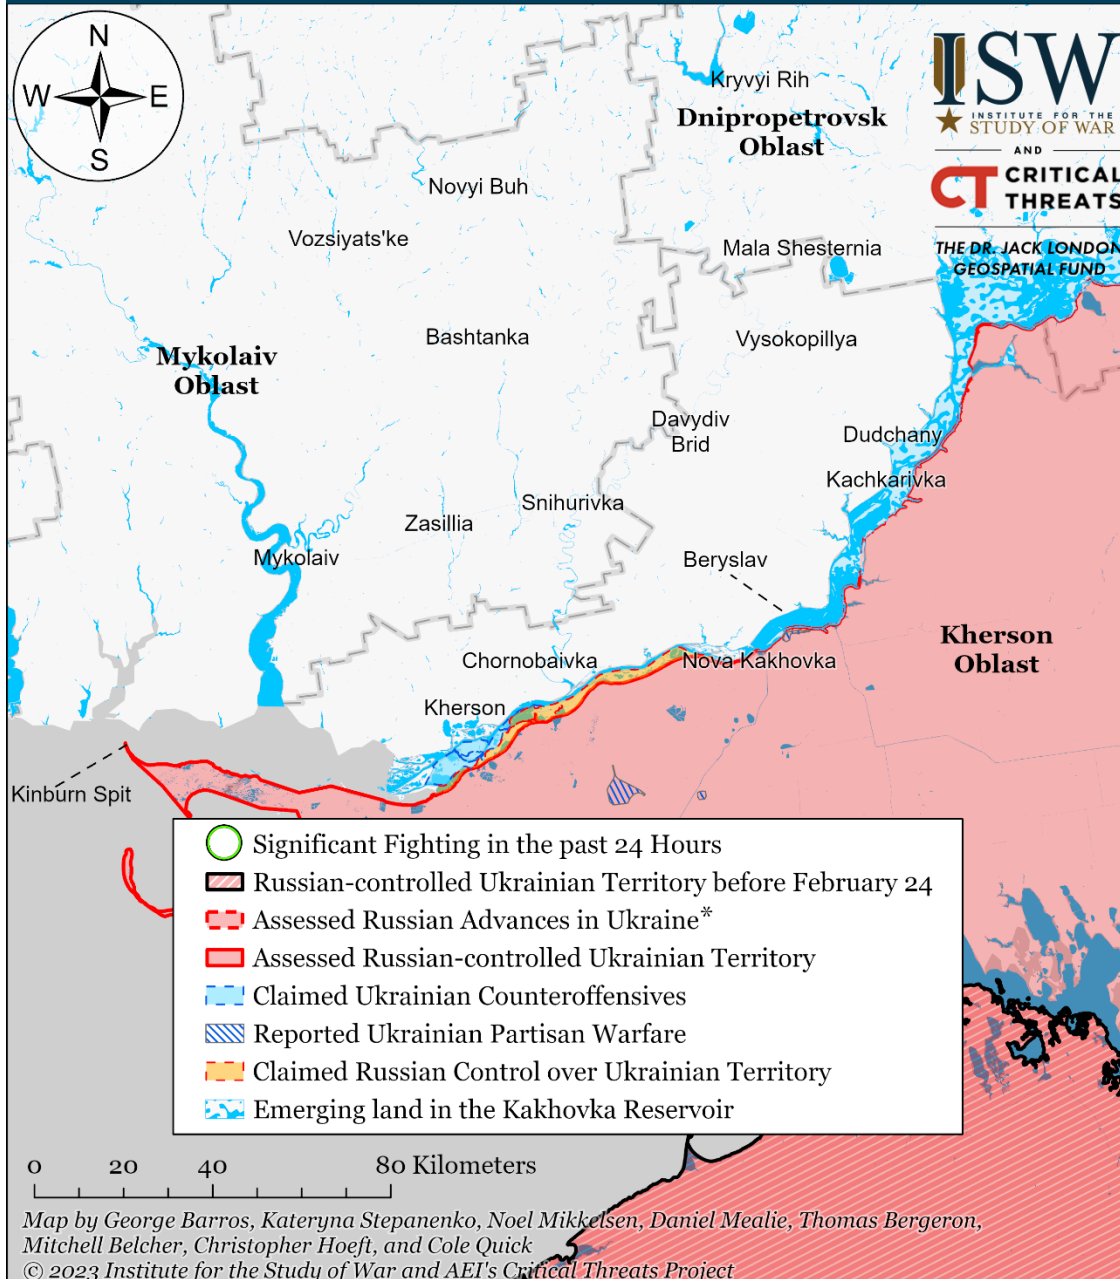 N
W E
S
Kryvyi Rih
Dnipropetrovsk
Oblast
ISW
INSTITUTE FOR THE
STUDY OF WAR
AND
CT CRITICAL
THREATS
THE DR. JACK LONDON
GEOSPATIAL FUND
Novyi Buh
Vozsiyats'ke
Mala Shesternia
Bashtanka
Vysokopillya
Mykolaiv
Oblast
Davydiv
Brid
Dudchany
Kachkarivka
Snihurivka
Zasillia
Mykolaiv
Beryslav
Kherson
Oblast
Chornobaivka
Nova Kakhovka
Kherson
Kinburn Spit
Significant Fighting in the past 24 Hours
Russian-controlled Ukrainian Territory before February 24
Assessed Russian Advances in Ukraine*
Assessed Russian-controlled Ukrainian Territory
Claimed Ukrainian Counteroffensives
Reported Ukrainian Partisan Warfare
Claimed Russian Control over Ukrainian Territory
Emerging land in the Kakhovka Reservoir
0 20 40 80 Kilometers
Map by George Barros, Kateryna Stepanenko, Noel Mikkelsen, Daniel Mealie, Thomas Bergeron,
Mitchell Belcher, Christopher Hoeft, and Cole Quick
© 2023 Institute for the Study of War and AEI's Critical Threats Project